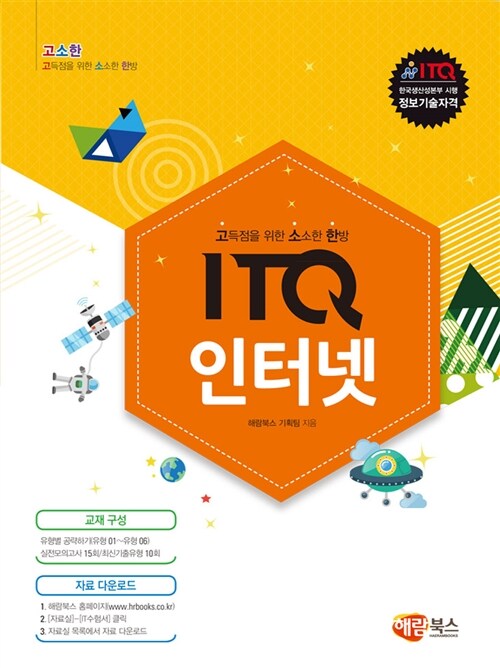 고소한
고득점을 위한 소소한 한방
ITQ
한국생산성본부 시행
정보기술자격
고득점을 위한 소소한 한방
ITQ
인터넷
해람북스 기획팀 지음
교재 구성
유형별 공략하기(유형 01~유형 06)
실전모의고사 15회/최신기출유형 10회
자료 다운로드
1. 해람북스 홈페이지(www.hrbooks.co.kr)
2. [자료실]-[IT수험서] 클릭
3. 자료실 목록에서 자료 다운로드
해람북스
HAERAMBOOKS